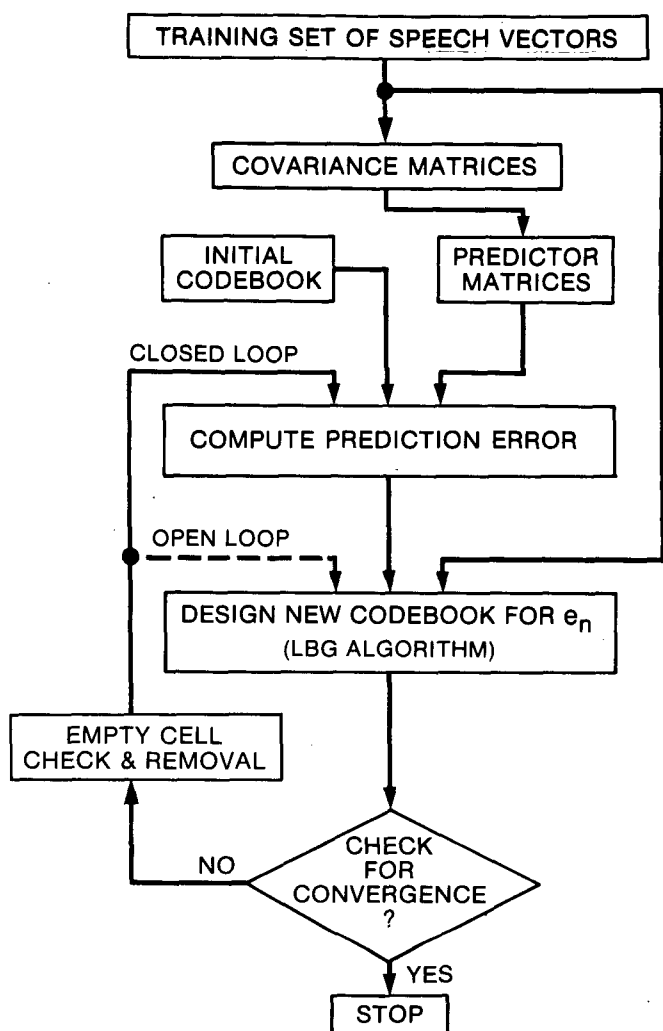 TRAINING SET OF SPEECH VECTORS
COVARIANCE MATRICES
INITIAL
CODEBOOK
PREDICTOR
MATRICES
CLOSED LOOP
COMPUTE PREDICTION ERROR
OPEN LOOP
DESIGN NEW CODEBOOK FOR en
(LBG ALGORITHM)
EMPTY CELL
CHECK & REMOVAL
CHECK
FOR
CONVERGENCE
?
NO
YES
STOP